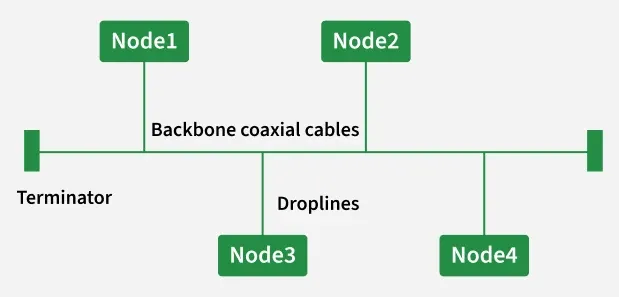 Node1
Node2
Backbone coaxial cables
Terminator
Droplines
Node3
Node4